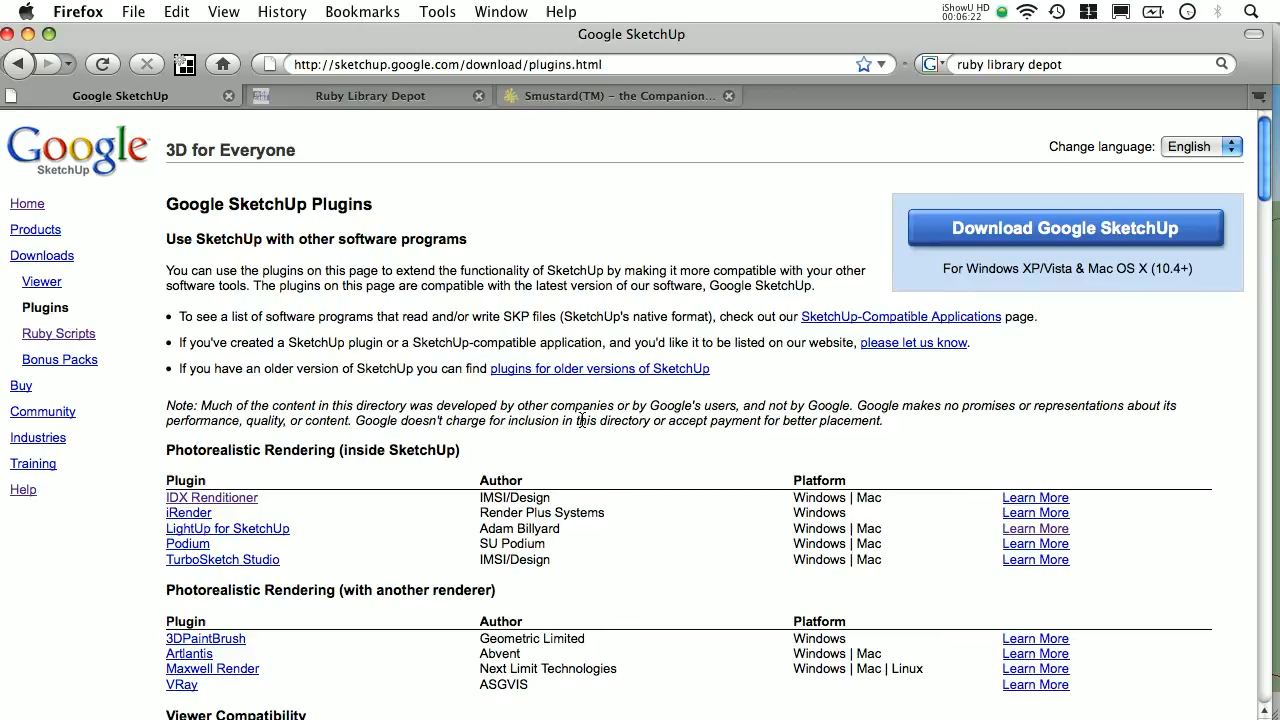 Firefox File Edit View History Bookmarks Tools Window Help iShowU HD 00:06:22
Google SketchUp
http://sketchup.google.com/download/plugins.html G ruby library depot
Google SketchUp Ruby Library Depot Smustard(TM) – the Companion...
Google SketchUp 3D for Everyone Change language: English
Home
Products
Downloads
Viewer
Plugins
Ruby Scripts
Bonus Packs
Buy
Community
Industries
Training
Help
Google SketchUp Plugins
Download Google SketchUp
For Windows XP/Vista & Mac OS X (10.4+)
Use SketchUp with other software programs
You can use the plugins on this page to extend the functionality of SketchUp by making it more compatible with your other
software tools. The plugins on this page are compatible with the latest version of our software, Google SketchUp.
• To see a list of software programs that read and/or write SKP files (SketchUp's native format), check out our SketchUp-Compatible Applications page.
• If you've created a SketchUp plugin or a SketchUp-compatible application, and you'd like it to be listed on our website, please let us know.
• If you have an older version of SketchUp you can find plugins for older versions of SketchUp
Note: Much of the content in this directory was developed by other companies or by Google's users, and not by Google. Google makes no promises or representations about its
performance, quality, or content. Google doesn't charge for inclusion in this directory or accept payment for better placement.
Photorealistic Rendering (inside SketchUp)
Plugin Author Platform
IDX Renditioner IMSI/Design Windows | Mac Learn More
iRender Render Plus Systems Windows Learn More
LightUp for SketchUp Adam Billyard Windows | Mac Learn More
Podium SU Podium Windows | Mac Learn More
TurboSketch Studio IMSI/Design Windows | Mac Learn More
Photorealistic Rendering (with another renderer)
Plugin Author Platform
3DPaintBrush Geometric Limited Windows Learn More
Artlantis Abvent Windows | Mac Learn More
Maxwell Render Next Limit Technologies Windows | Mac | Linux Learn More
VRay ASGVIS Learn More
Viewer Compatibility